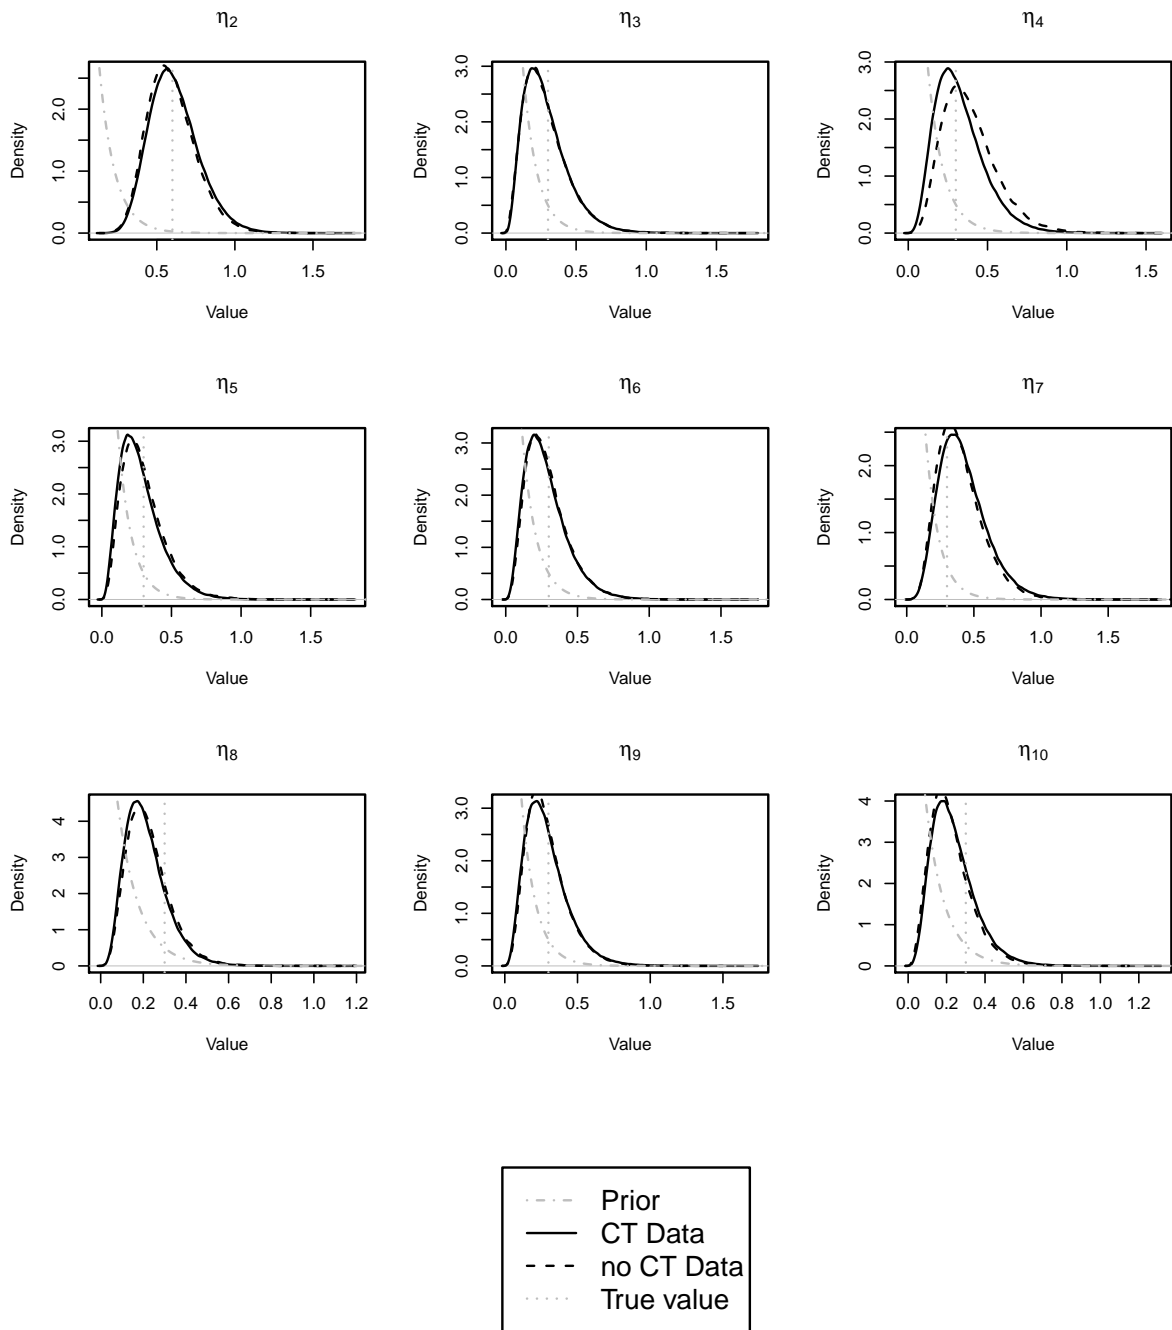 η2
η3
η4
Density
0.0 1.0 2.0
0.5 1.0 1.5
Value
Density
0.0 1.0 2.0 3.0
0.0 0.5 1.0 1.5
Value
Density
0.0 1.0 2.0 3.0
0.0 0.5 1.0 1.5
Value
η5
η6
η7
Density
0.0 1.0 2.0 3.0
0.0 0.5 1.0 1.5
Value
Density
0.0 1.0 2.0 3.0
0.0 0.5 1.0 1.5
Value
Density
0.0 1.0 2.0
0.0 0.5 1.0 1.5
Value
η8
η9
η10
Density
0 1 2 3 4
0.0 0.2 0.4 0.6 0.8 1.0 1.2
Value
Density
0.0 1.0 2.0 3.0
0.0 0.5 1.0 1.5
Value
Density
0 1 2 3 4
0.0 0.2 0.4 0.6 0.8 1.0 1.2
Value
Prior
CT Data
no CT Data
True value